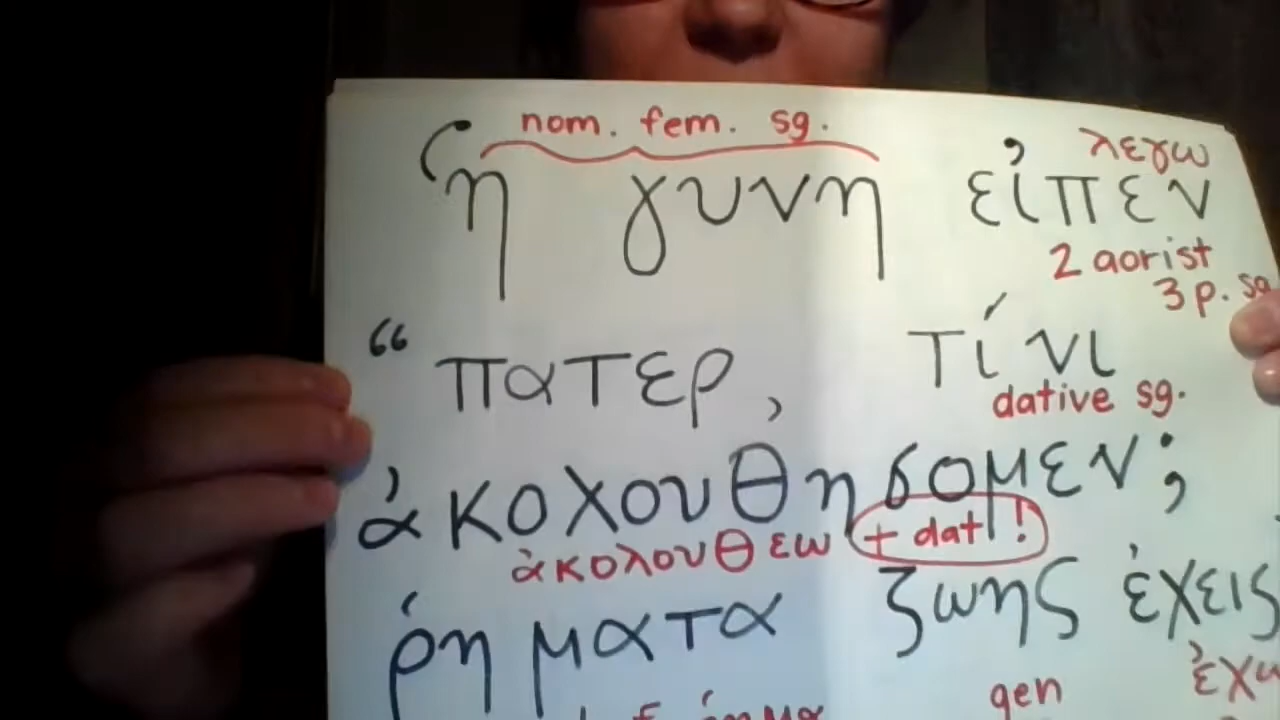 nom. fem. sg.
ἡ γυνη εἰπεν
λεγω
2 aorist
3 p. sg
“ πατερ, τίνι
dative sg.
ἀκολουθησομεν;
ἀκολουθεω + dat!
ῥηματα ζωης ἐχεις
gen